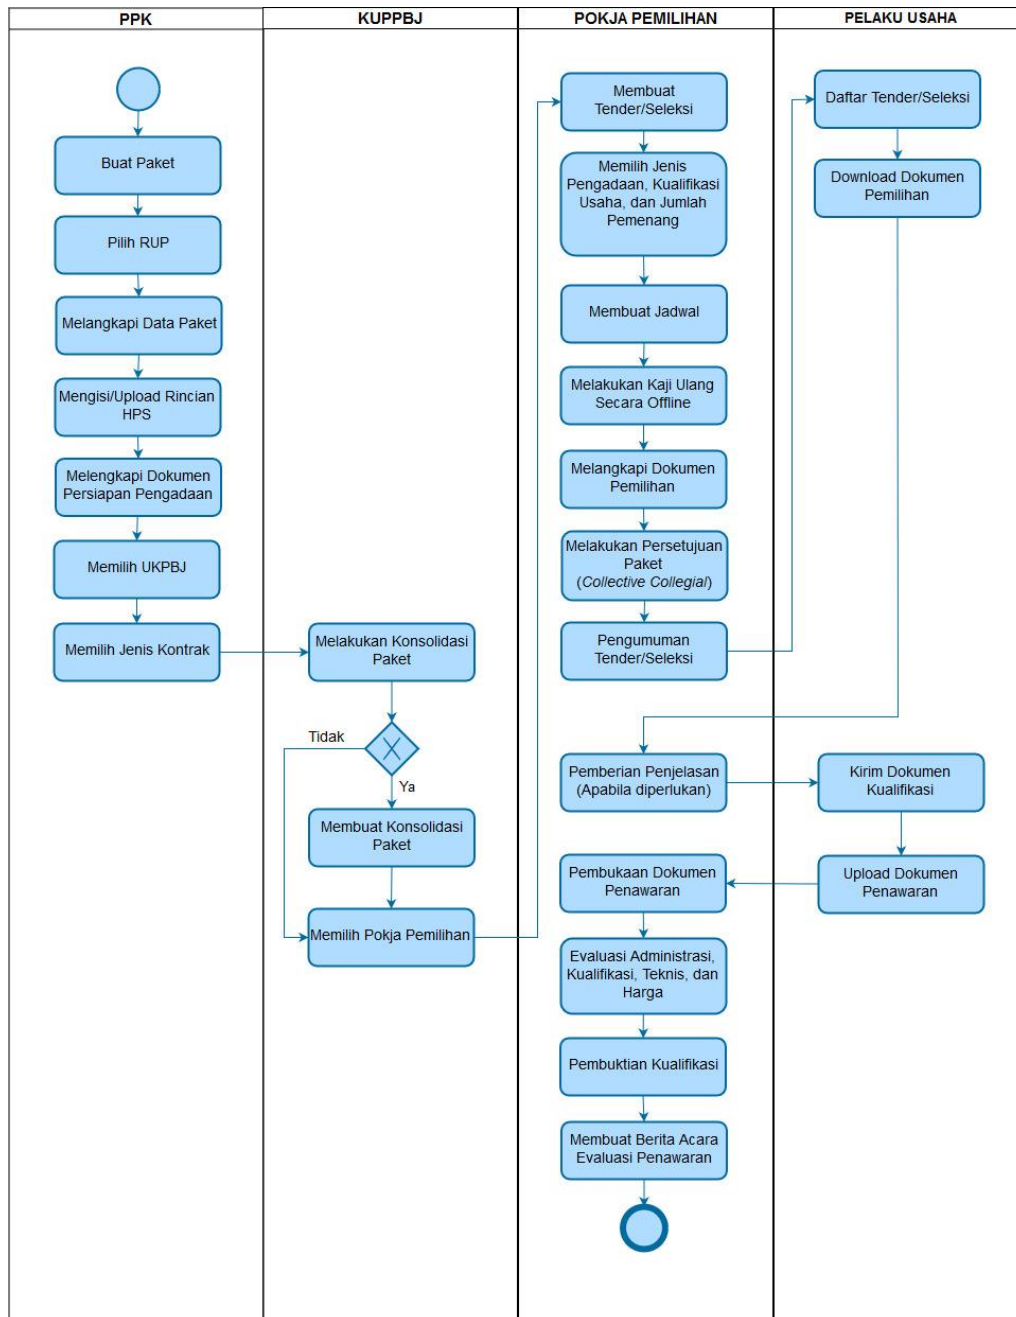 PPK
KUPPBJ
POKJA PEMILIHAN
PELAKU USAHA
Buat Paket
Pilih RUP
Melangkapi Data Paket
Mengisi/Upload Rincian
HPS
Melengkapi Dokumen
Persiapan Pengadaan
Memilih UKPBJ
Memilih Jenis Kontrak
Melakukan Konsolidasi
Paket
Tidak
Ya
Membuat Konsolidasi
Paket
Memilih Pokja Pemilihan
Membuat
Tender/Seleksi
Memilih Jenis
Pengadaan, Kualifikasi
Usaha, dan Jumlah
Pemenang
Membuat Jadwal
Melakukan Kaji Ulang
Secara Offline
Melangkapi Dokumen
Pemilihan
Melakukan Persetujuan
Paket
(Collective Collegial)
Pengumuman
Tender/Seleksi
Daftar Tender/Seleksi
Download Dokumen
Pemilihan
Pemberian Penjelasan
(Apabila diperlukan)
Kirim Dokumen
Kualifikasi
Upload Dokumen
Penawaran
Pembukaan Dokumen
Penawaran
Evaluasi Administrasi,
Kualifikasi, Teknis, dan
Harga
Pembuktian Kualifikasi
Membuat Berita Acara
Evaluasi Penawaran